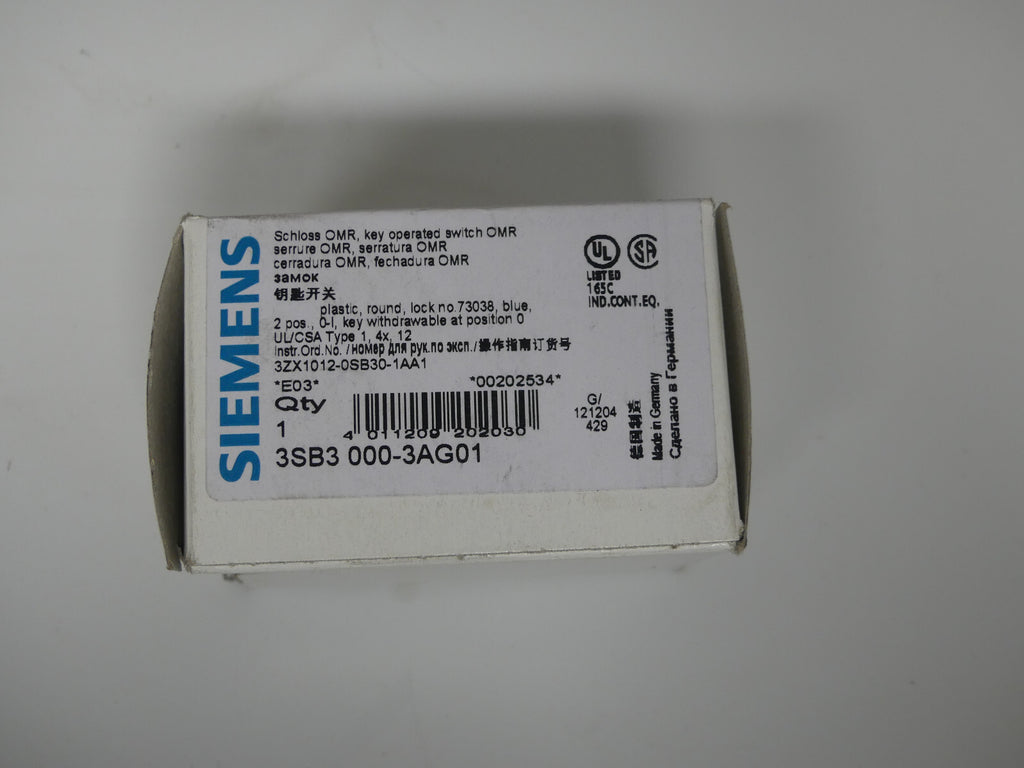 SIEMENS
Schloss OMR, key operated switch OMR
serrure OMR, serratura OMR
cerradura OMR, fechadura OMR
замок
钥匙开关
plastic, round, lock no.73038, blue,
2 pos., 0-I, key withdrawable at position 0
UL/CSA Type 1, 4x, 12
Instr.Ord.No. /номер для рук.по эксп./操作指南订货号
3ZX1012-0SB30-1AA1
*E03* *00202534*
Qty
1
4 011209 202030
3SB3 000-3AG01
UL SA
LISTED
165C
IND.CONT.EQ.
G/
121204
429
德国制造
Made in Germany
Сделано в Германии